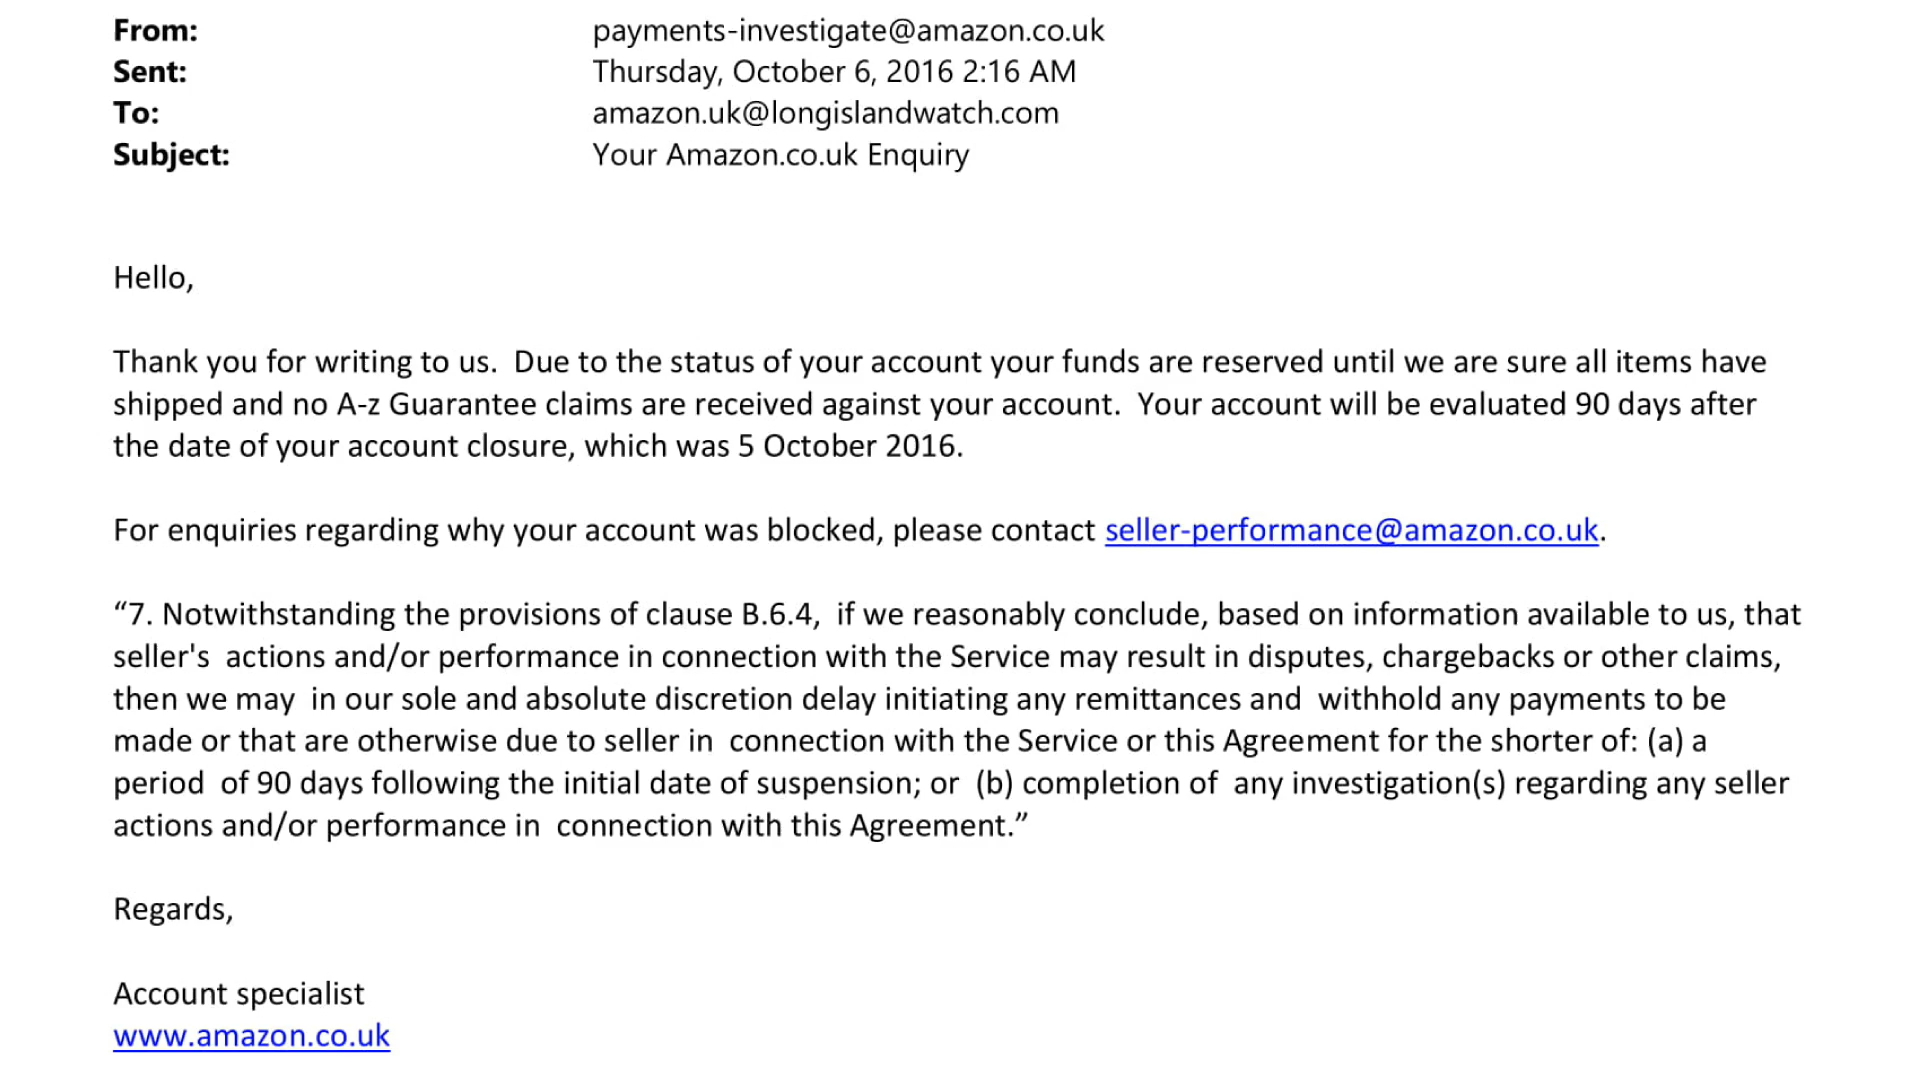 From: payments-investigate@amazon.co.uk
Sent: Thursday, October 6, 2016 2:16 AM
To: amazon.uk@longislandwatch.com
Subject: Your Amazon.co.uk Enquiry
Hello,
Thank you for writing to us.  Due to the status of your account your funds are reserved until we are sure all items have
shipped and no A-z Guarantee claims are received against your account.  Your account will be evaluated 90 days after
the date of your account closure, which was 5 October 2016.
For enquiries regarding why your account was blocked, please contact seller-performance@amazon.co.uk.
“7. Notwithstanding the provisions of clause B.6.4,  if we reasonably conclude, based on information available to us, that
seller's  actions and/or performance in connection with the Service may result in disputes, chargebacks or other claims,
then we may  in our sole and absolute discretion delay initiating any remittances and  withhold any payments to be
made or that are otherwise due to seller in  connection with the Service or this Agreement for the shorter of: (a) a
period  of 90 days following the initial date of suspension; or  (b) completion of  any investigation(s) regarding any seller
actions and/or performance in  connection with this Agreement.”
Regards,
Account specialist
www.amazon.co.uk